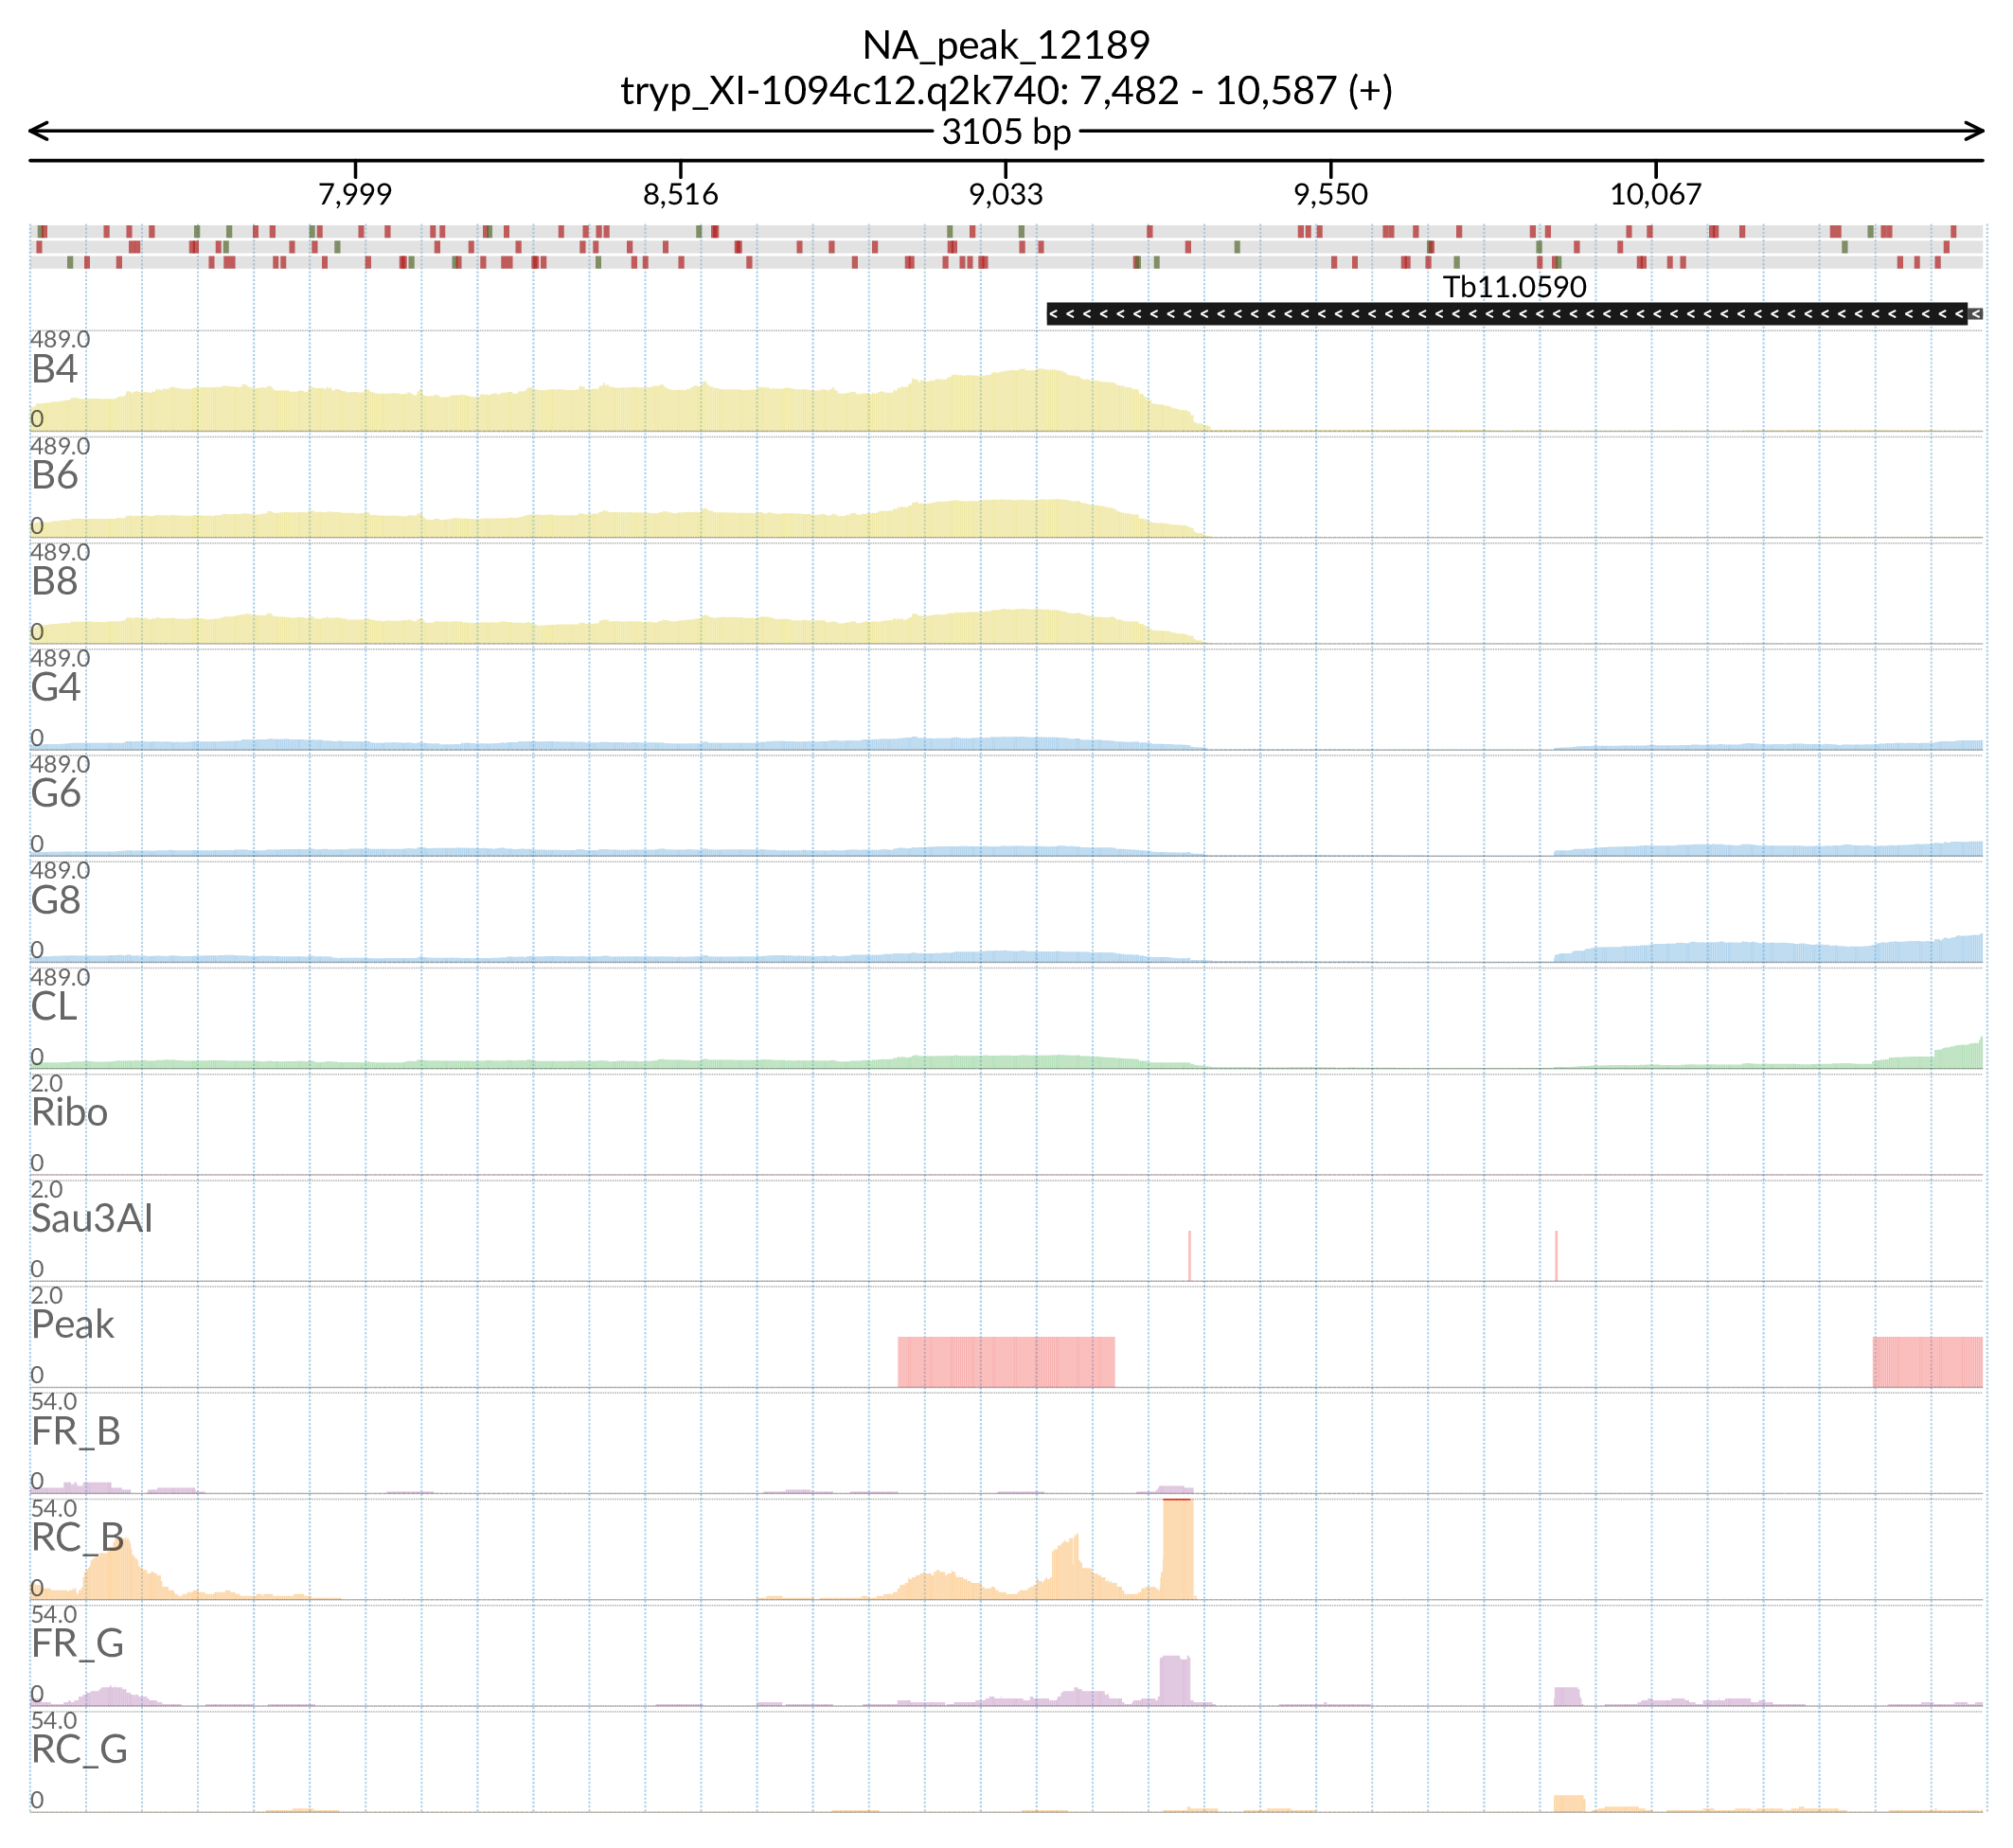 NA_peak_12189
tryp_XI-1094c12.q2k740: 7,482 - 10,587 (+)
3105 bp
7,999 8,516 9,033 9,550 10,067
Tb11.0590
489.0
B4
0
489.0
B6
0
489.0
B8
0
489.0
G4
0
489.0
G6
0
489.0
G8
0
489.0
CL
0
2.0
Ribo
0
2.0
Sau3AI
0
2.0
Peak
0
54.0
FR_B
0
54.0
RC_B
0
54.0
FR_G
0
54.0
RC_G
0